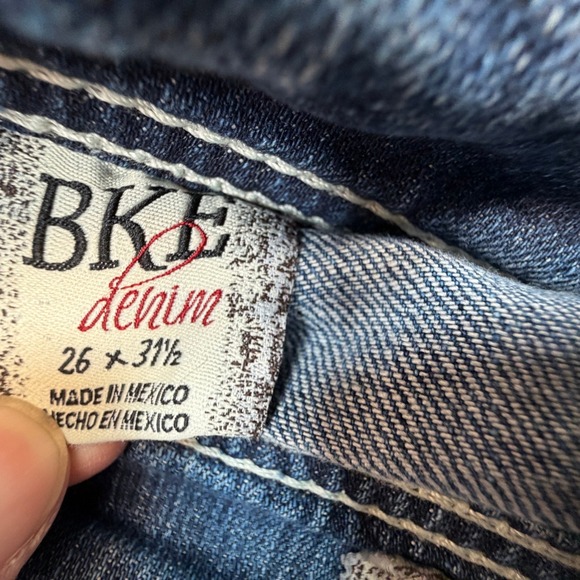 BKE
denim
26 x 31½
MADE IN MEXICO
HECHO EN MEXICO